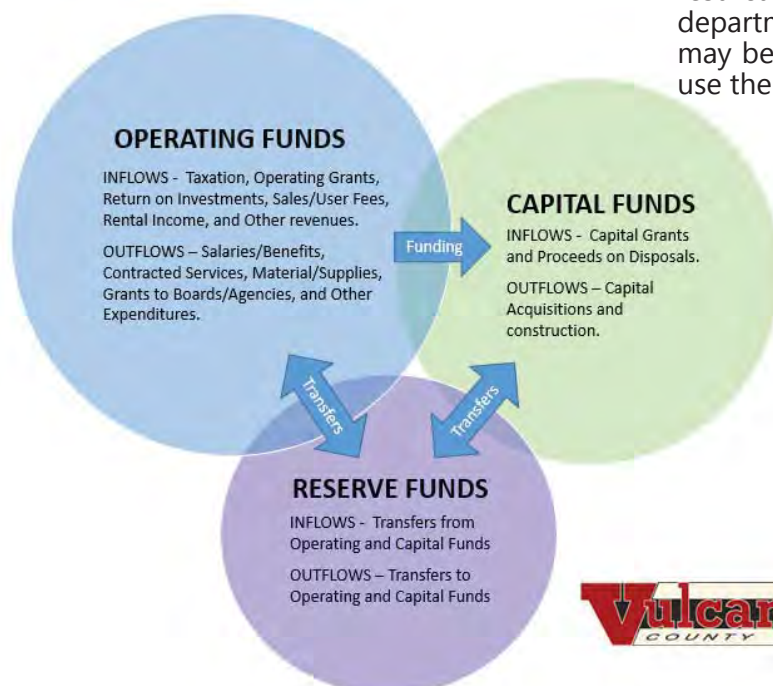 departm
may be
use the
OPERATING FUNDS
INFLOWS - Taxation, Operating Grants,
Return on Investments, Sales/User Fees,
Rental Income, and Other revenues.
OUTFLOWS – Salaries/Benefits,
Contracted Services, Material/Supplies,
Grants to Boards/Agencies, and Other
Expenditures.
Funding
CAPITAL FUNDS
INFLOWS - Capital Grants
and Proceeds on Disposals.
OUTFLOWS – Capital
Acquisitions and
construction.
Transfers
Transfers
RESERVE FUNDS
INFLOWS - Transfers from
Operating and Capital Funds
OUTFLOWS – Transfers to
Operating and Capital Funds
Vulcan
COUNTY